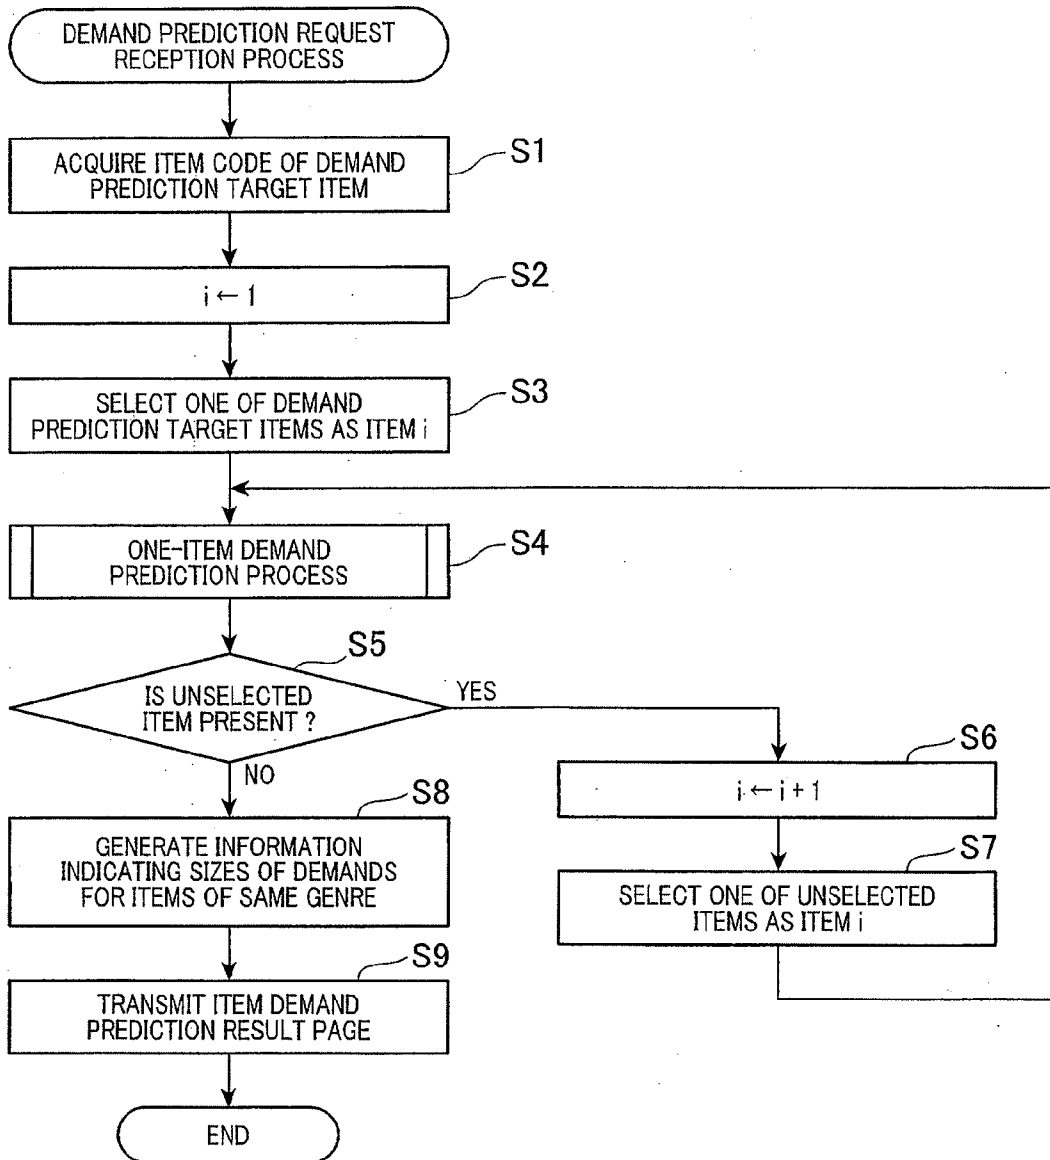 DEMAND PREDICTION REQUEST
RECEPTION PROCESS
ACQUIRE ITEM CODE OF DEMAND
PREDICTION TARGET ITEM
S1
i ← 1
S2
SELECT ONE OF DEMAND
PREDICTION TARGET ITEMS AS ITEM i
S3
ONE-ITEM DEMAND
PREDICTION PROCESS
S4
IS UNSELECTED
ITEM PRESENT ?
S5
YES
NO
i ← i + 1
S6
SELECT ONE OF UNSELECTED
ITEMS AS ITEM i
S7
GENERATE INFORMATION
INDICATING SIZES OF DEMANDS
FOR ITEMS OF SAME GENRE
S8
TRANSMIT ITEM DEMAND
PREDICTION RESULT PAGE
S9
END